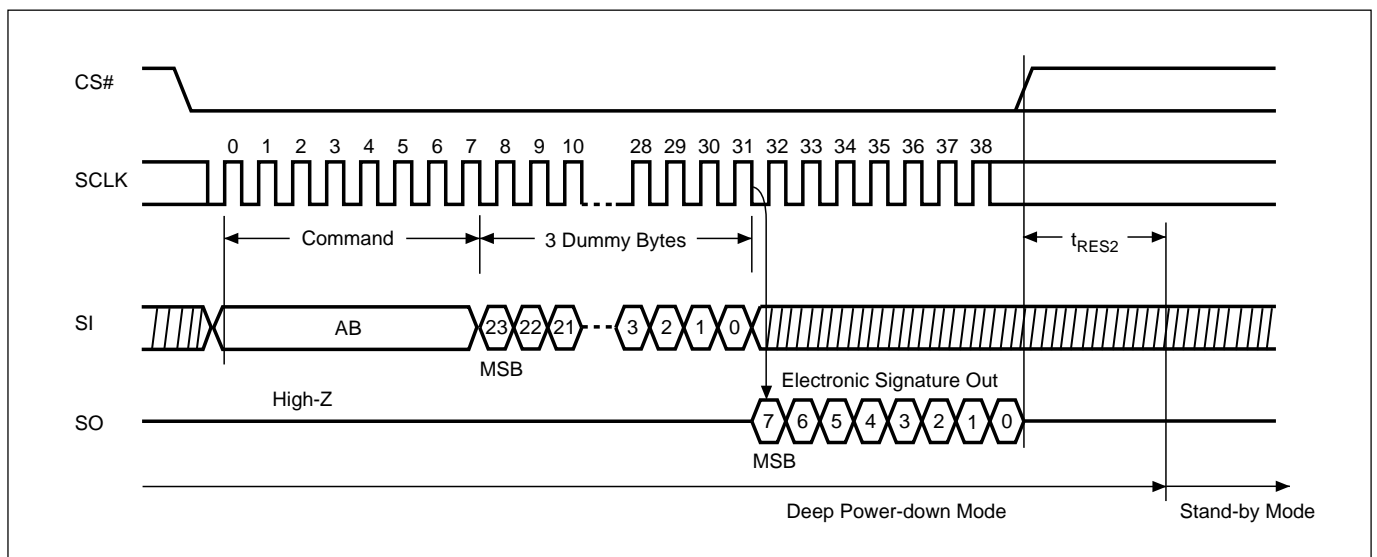 CS#
0 1 2 3 4 5 6 7 8 9 10 28 29 30 31 32 33 34 35 36 37 38
SCLK
Command 3 Dummy Bytes tRES2
SI AB 23 22 21 3 2 1 0
MSB
Electronic Signature Out
High-Z
SO 7 6 5 4 3 2 1 0
MSB
Deep Power-down Mode Stand-by Mode